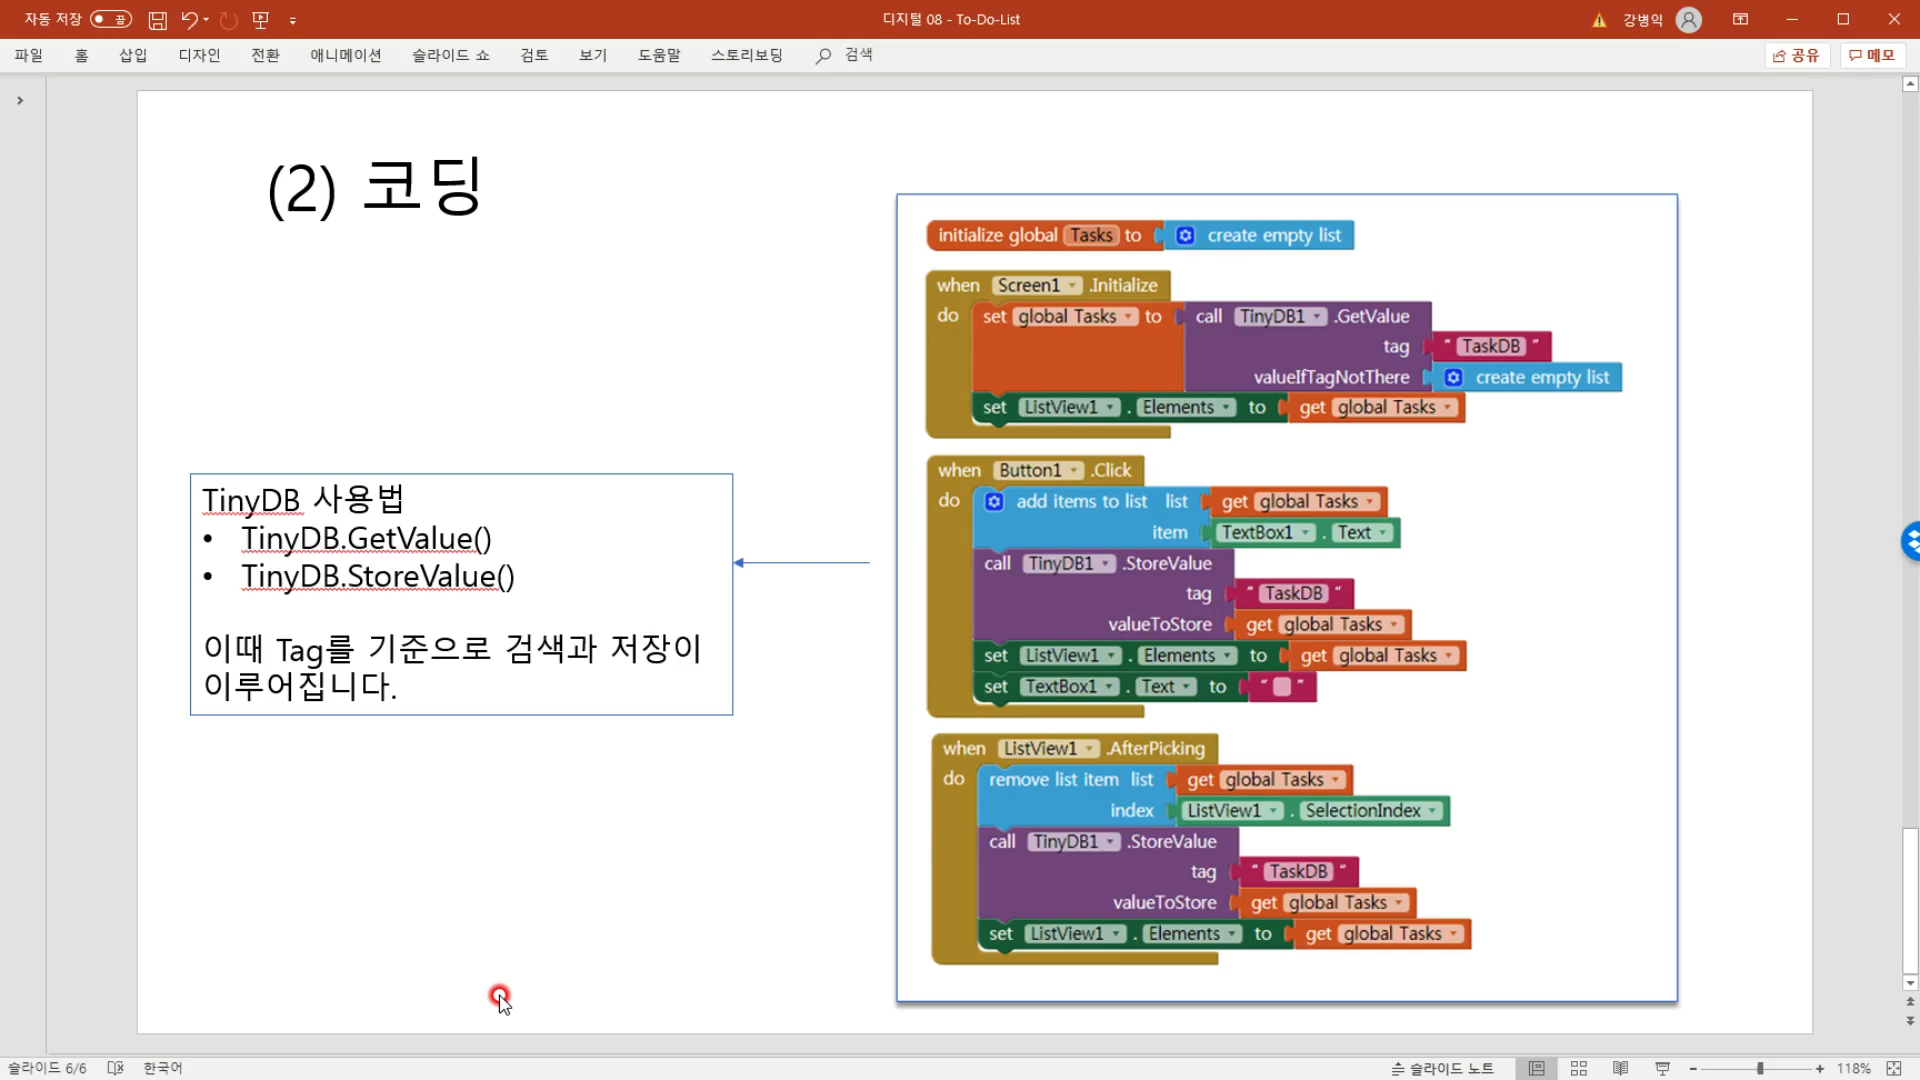 자동 저장 끔 디지털 08 - To-Do-List 강병익
파일 홈 삽입 디자인 전환 애니메이션 슬라이드 쇼 검토 보기 도움말 스토리보딩 검색 공유 메모
(2) 코딩
TinyDB 사용법
• TinyDB.GetValue()
• TinyDB.StoreValue()
이때 Tag를 기준으로 검색과 저장이
이루어집니다.
initialize global Tasks to create empty list
when Screen1 .Initialize
do set global Tasks to call TinyDB1 .GetValue
tag " TaskDB "
valueIfTagNotThere create empty list
set ListView1 . Elements to get global Tasks
when Button1 .Click
do add items to list list get global Tasks
item TextBox1 . Text
call TinyDB1 .StoreValue
tag " TaskDB "
valueToStore get global Tasks
set ListView1 . Elements to get global Tasks
set TextBox1 . Text to " "
when ListView1 .AfterPicking
do remove list item list get global Tasks
index ListView1 . SelectionIndex
call TinyDB1 .StoreValue
tag " TaskDB "
valueToStore get global Tasks
set ListView1 . Elements to get global Tasks
슬라이드 6/6 한국어 슬라이드 노트 118%